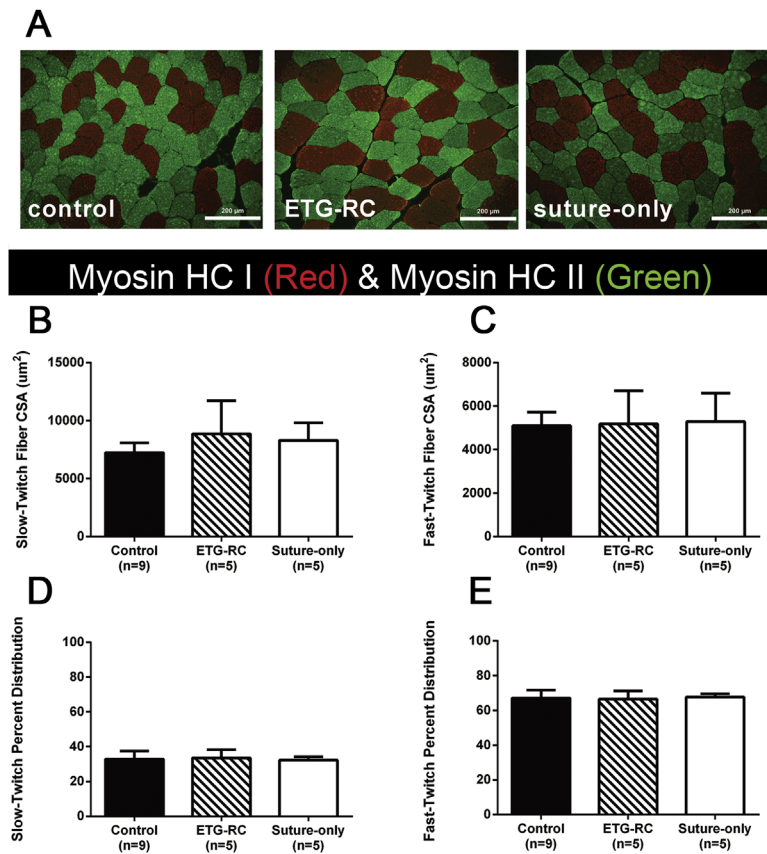 A
control
200 μm
ETG-RC
200 μm
suture-only
200 μm
Myosin HC I (Red) & Myosin HC II (Green)
B
Slow-Twitch Fiber CSA (um²)
15000
10000
5000
0
Control
(n=9)
ETG-RC
(n=5)
Suture-only
(n=5)
C
Fast-Twitch Fiber CSA (um²)
8000
6000
4000
2000
0
Control
(n=9)
ETG-RC
(n=5)
Suture-only
(n=5)
D
Slow-Twitch Percent Distribution
100
80
60
40
20
0
Control
(n=9)
ETG-RC
(n=5)
Suture-only
(n=5)
E
Fast-Twitch Percent Distribution
100
80
60
40
20
0
Control
(n=9)
ETG-RC
(n=5)
Suture-only
(n=5)